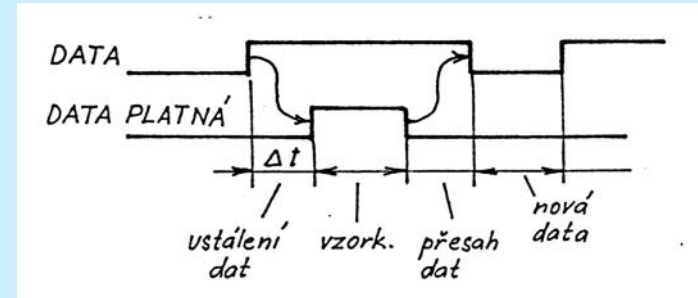 DATA
DATA PLATNÁ
Δt
ustálení
dat
vzork.
přesah
dat
nová
data